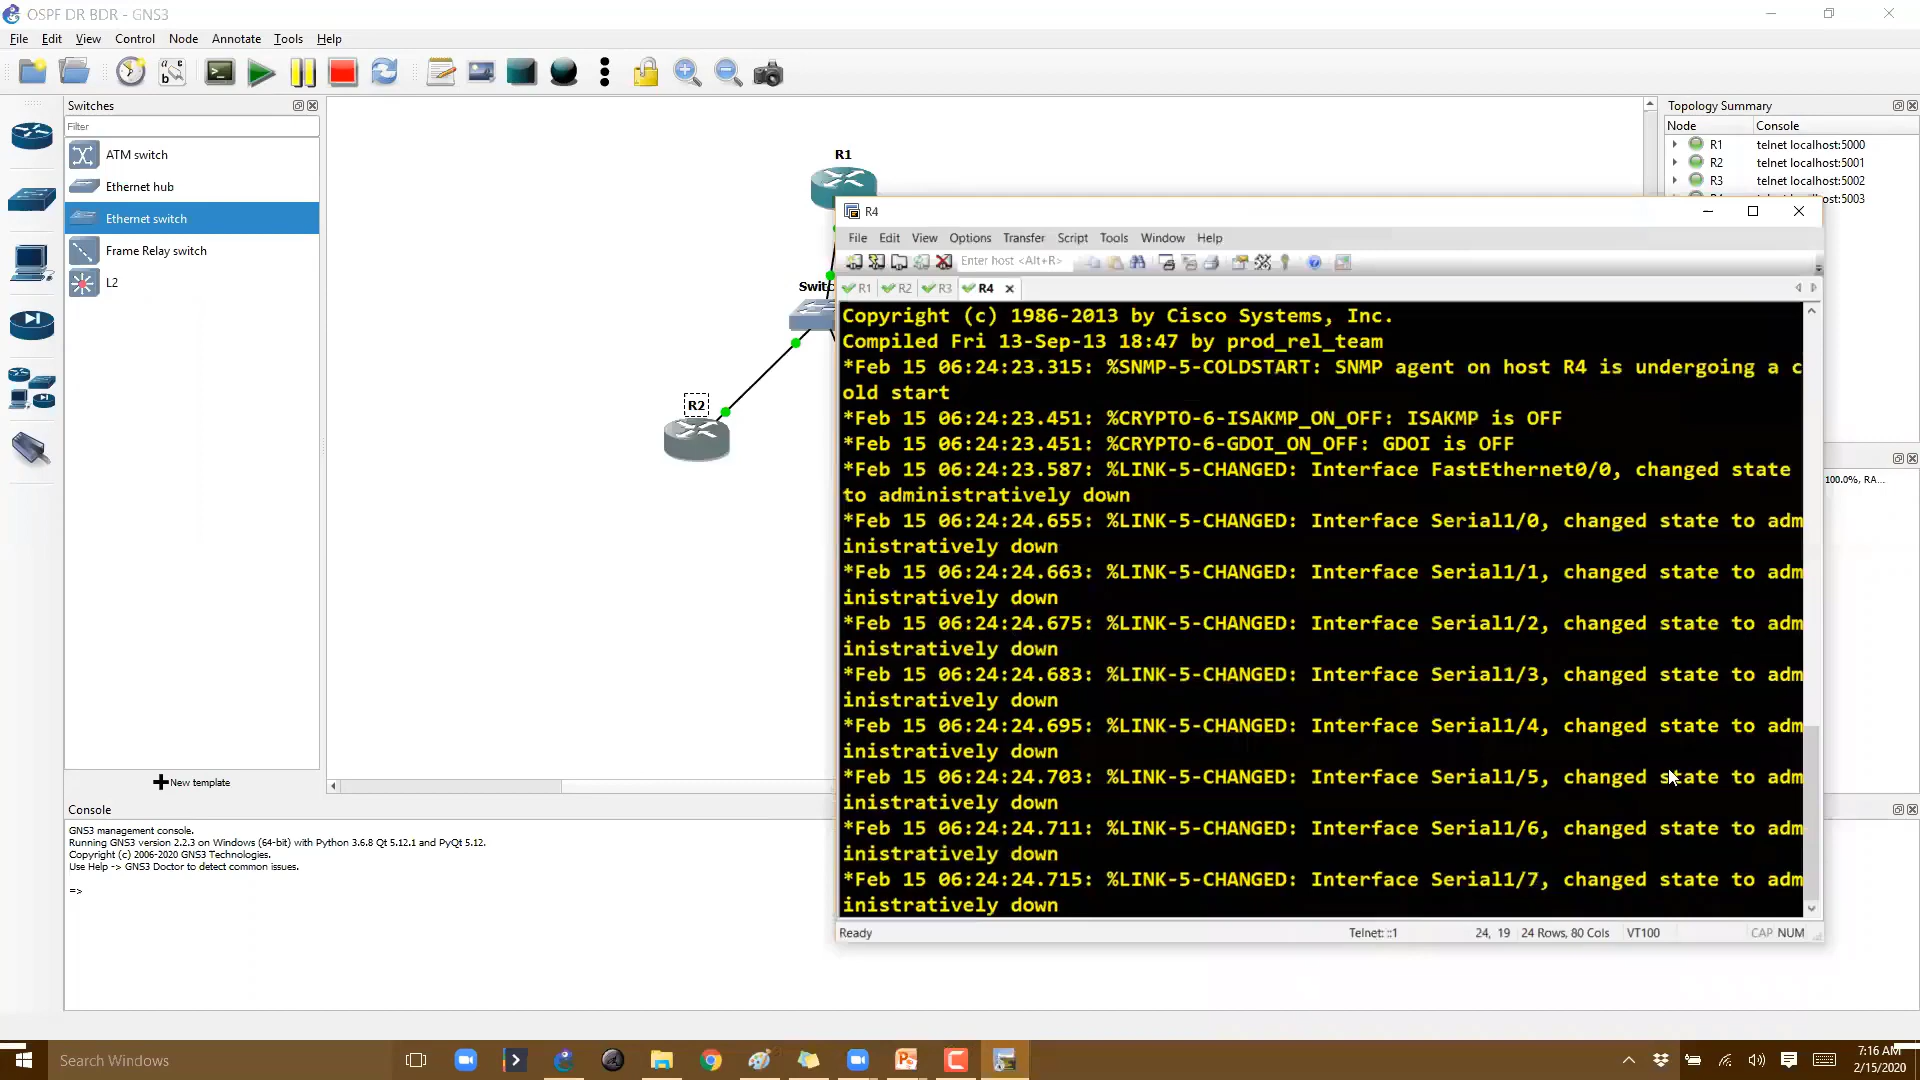 OSPF DR BDR - GNS3
File Edit View Control Node Annotate Tools Help
Switches
Filter
ATM switch
Ethernet hub
Ethernet switch
Frame Relay switch
L2
New template
R1
R2
Topology Summary
Node Console
R1 telnet localhost:5000
R2 telnet localhost:5001
R3 telnet localhost:5002
ost:5003
100.0%, RA...
R4
File Edit View Options Transfer Script Tools Window Help
Enter host <Alt+R>
R1 R2 R3 R4
Copyright (c) 1986-2013 by Cisco Systems, Inc.
Compiled Fri 13-Sep-13 18:47 by prod_rel_team
*Feb 15 06:24:23.315: %SNMP-5-COLDSTART: SNMP agent on host R4 is undergoing a c
old start
*Feb 15 06:24:23.451: %CRYPTO-6-ISAKMP_ON_OFF: ISAKMP is OFF
*Feb 15 06:24:23.451: %CRYPTO-6-GDOI_ON_OFF: GDOI is OFF
*Feb 15 06:24:23.587: %LINK-5-CHANGED: Interface FastEthernet0/0, changed state
to administratively down
*Feb 15 06:24:24.655: %LINK-5-CHANGED: Interface Serial1/0, changed state to adm
inistratively down
*Feb 15 06:24:24.663: %LINK-5-CHANGED: Interface Serial1/1, changed state to adm
inistratively down
*Feb 15 06:24:24.675: %LINK-5-CHANGED: Interface Serial1/2, changed state to adm
inistratively down
*Feb 15 06:24:24.683: %LINK-5-CHANGED: Interface Serial1/3, changed state to adm
inistratively down
*Feb 15 06:24:24.695: %LINK-5-CHANGED: Interface Serial1/4, changed state to adm
inistratively down
*Feb 15 06:24:24.703: %LINK-5-CHANGED: Interface Serial1/5, changed state to adm
inistratively down
*Feb 15 06:24:24.711: %LINK-5-CHANGED: Interface Serial1/6, changed state to adm
inistratively down
*Feb 15 06:24:24.715: %LINK-5-CHANGED: Interface Serial1/7, changed state to adm
inistratively down
Ready Telnet: ::1 24, 19 24 Rows, 80 Cols VT100 CAP NUM
Console
GNS3 management console.
Running GNS3 version 2.2.3 on Windows (64-bit) with Python 3.6.8 Qt 5.12.1 and PyQt 5.12.
Copyright (c) 2006-2020 GNS3 Technologies.
Use Help -> GNS3 Doctor to detect common issues.
=>
Search Windows
7:16 AM
2/15/2020